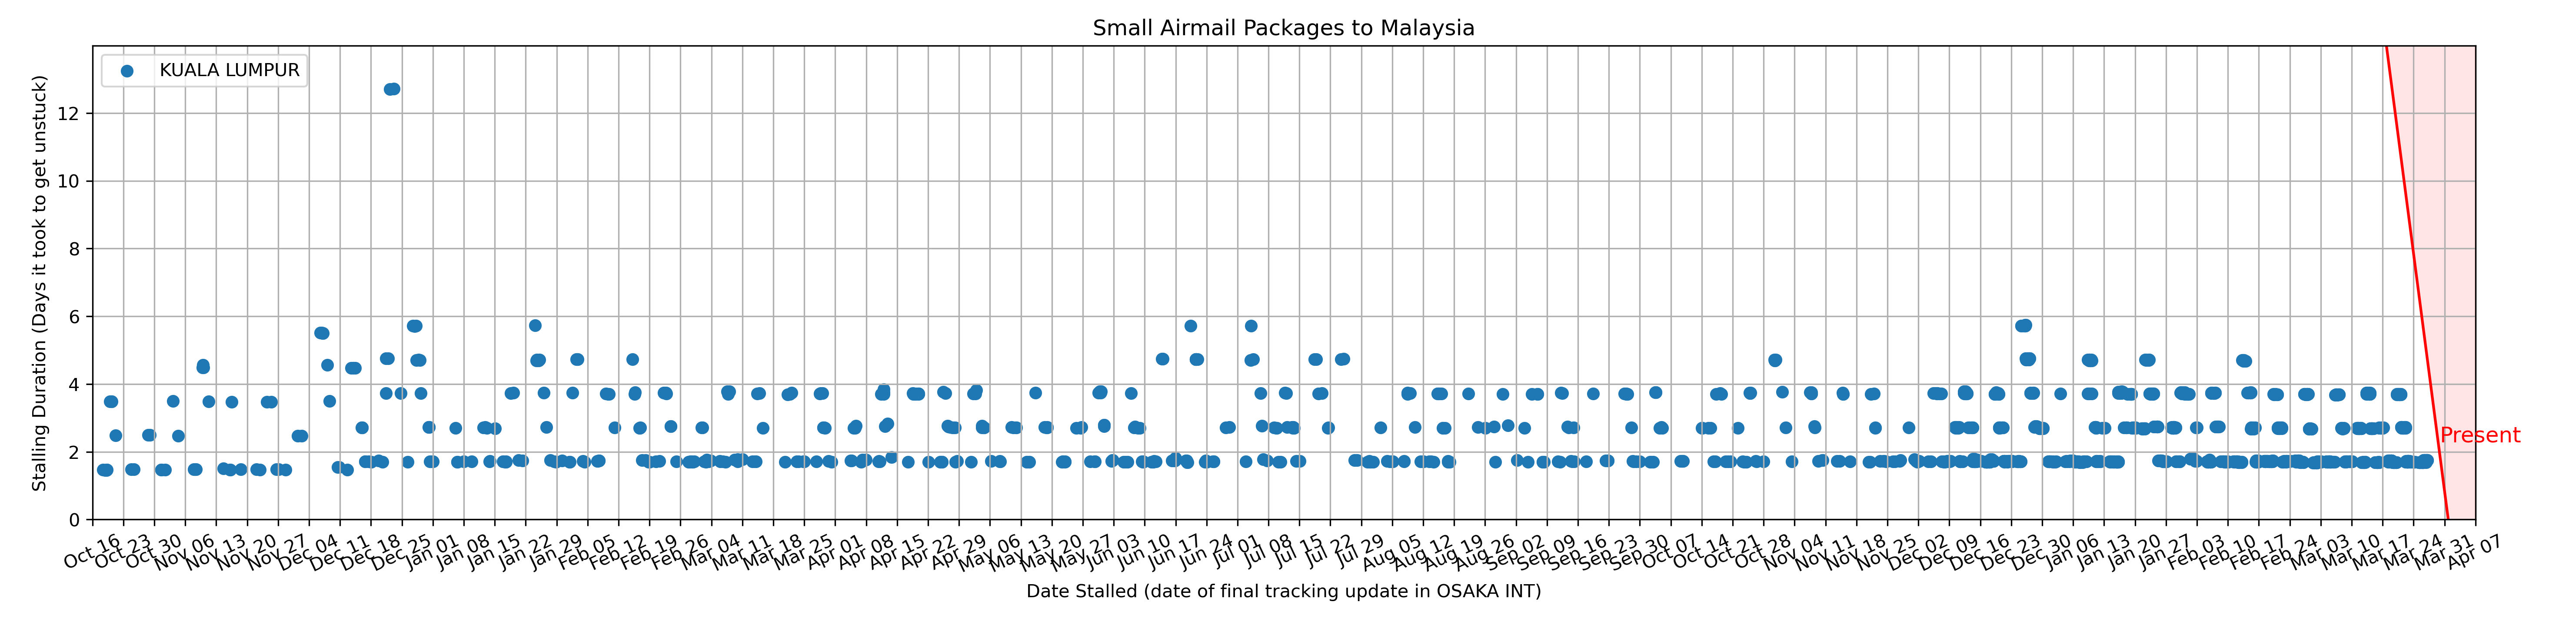 Small Airmail Packages to Malaysia
KUALA LUMPUR
Stalling Duration (Days it took to get unstuck)
12
10
8
6
4
2
0
Present
Oct 16
Oct 23
Oct 30
Nov 06
Nov 13
Nov 20
Nov 27
Dec 04
Dec 11
Dec 18
Dec 25
Jan 01
Jan 08
Jan 15
Jan 22
Jan 29
Feb 05
Feb 12
Feb 19
Feb 26
Mar 04
Mar 11
Mar 18
Mar 25
Apr 01
Apr 08
Apr 15
Apr 22
Apr 29
May 06
May 13
May 20
May 27
Jun 03
Jun 10
Jun 17
Jun 24
Jul 01
Jul 08
Jul 15
Jul 22
Jul 29
Aug 05
Aug 12
Aug 19
Aug 26
Sep 02
Sep 09
Sep 16
Sep 23
Sep 30
Oct 07
Oct 14
Oct 21
Oct 28
Nov 04
Nov 11
Nov 18
Nov 25
Dec 02
Dec 09
Dec 16
Dec 23
Dec 30
Jan 06
Jan 13
Jan 20
Jan 27
Feb 03
Feb 10
Feb 17
Feb 24
Mar 03
Mar 10
Mar 17
Mar 24
Mar 31
Apr 07
Date Stalled (date of final tracking update in OSAKA INT)